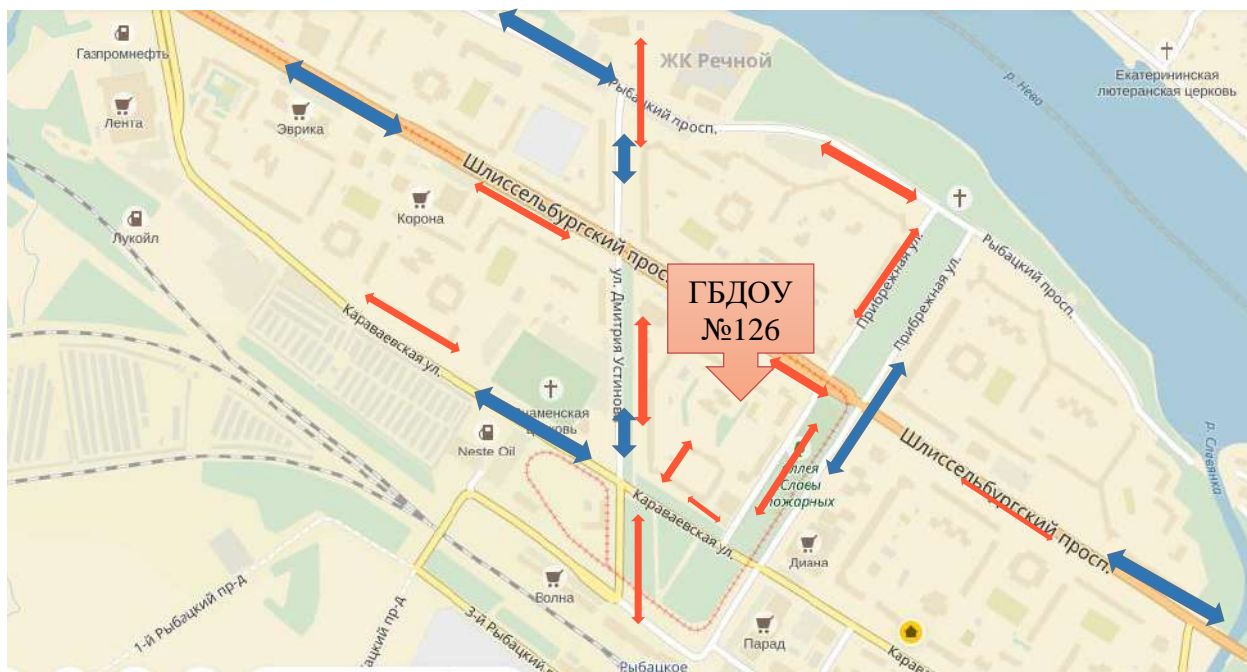 Газпромнефть
ЖК Речной
Екатерининская
лютеранская церковь
р. Нева
Рыбацкий просп.
Лента
Эврика
Шлиссельбургский просп.
Корона
Лукойл
Прибрежная ул.
Прибрежная ул.
Рыбацкий просп.
ул. Дмитрия Устинова
ГБДОУ
№126
Караваевская ул.
р. Славянка
Знаменская
церковь
Neste Oil
Аллея
Славы
пожарных
Шлиссельбургский просп.
Караваевская ул.
Диана
Волна
Парад
1-й Рыбацкий пр-д
3-й Рыбацкий
Рыбацкий пр-д
Рыбацкое